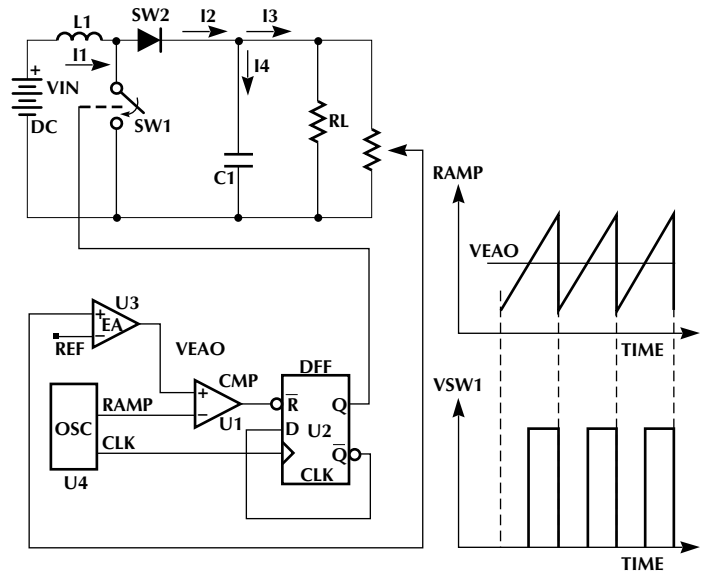 SW2
L1
I2
I3
I1
I4
+
VIN
DC
SW1
RL
C1
RAMP
VEAO
TIME
U3
+
EA
−
REF
VEAO
DFF
CMP
+
R̅
Q
RAMP
−
U1
D
U2
OSC
CLK
Q̅
U4
CLK
VSW1
TIME